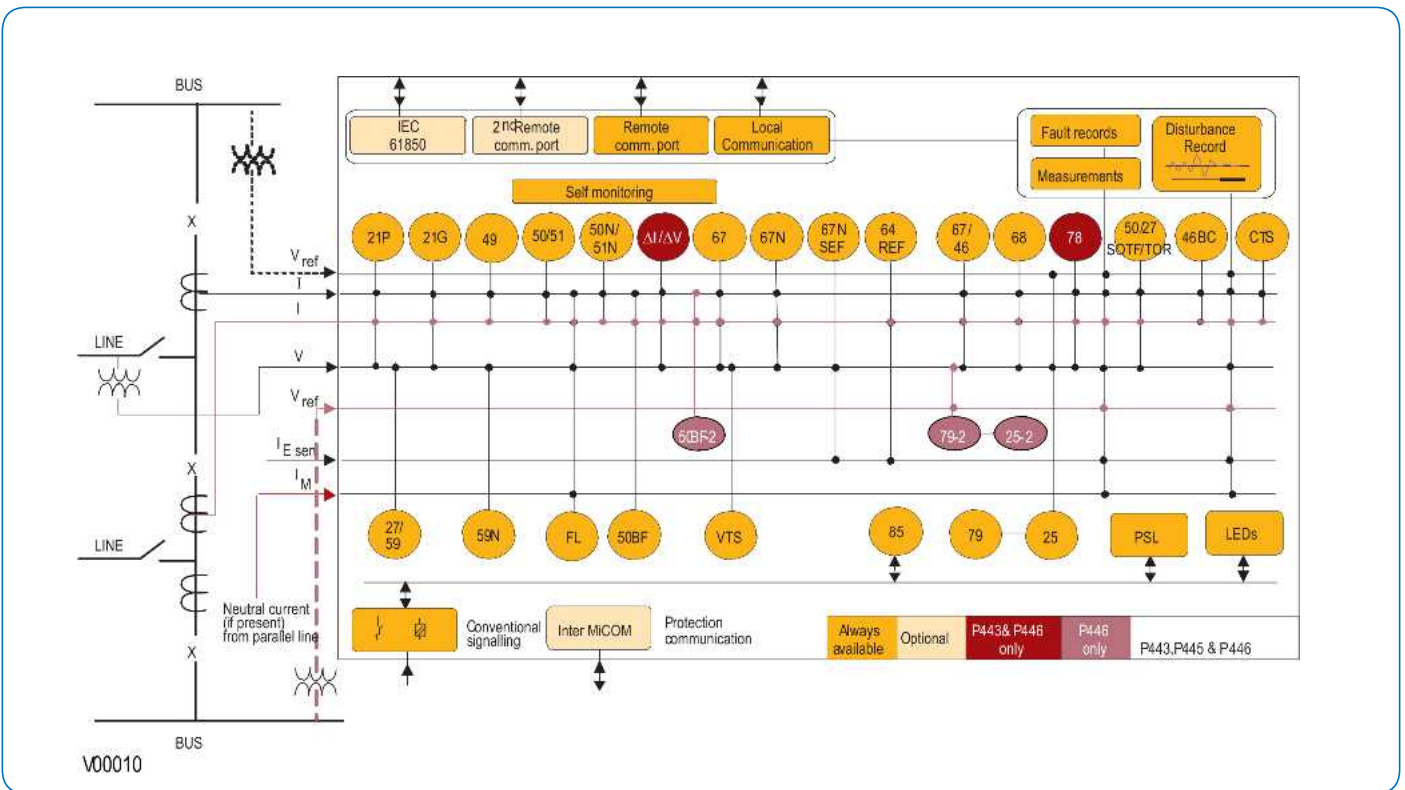 BUS
IEC
61850
2nd Remote
comm. port
Remote
comm. port
Local
Communication
Fault records
Measurements
Disturbance
Record
Self monitoring
X
21P
21G
49
50/51
50N/
51N
ΔI/ΔV
67
67N
67N
SEF
64
REF
67/
46
68
78
50/27
SOTF/TOR
46BC
CTS
V ref
I
I
LINE
V
V ref
50BF-2
79-2
25-2
I E sen
X
I M
27/
59
59N
FL
50BF
VTS
85
79
25
PSL
LEDs
LINE
Neutral current
(if present)
from parallel line
X
Conventional
signalling
Inter MiCOM
Protection
communication
Always
available
Optional
P443& P446
only
P446
only
P443,P445 & P446
BUS
V00010